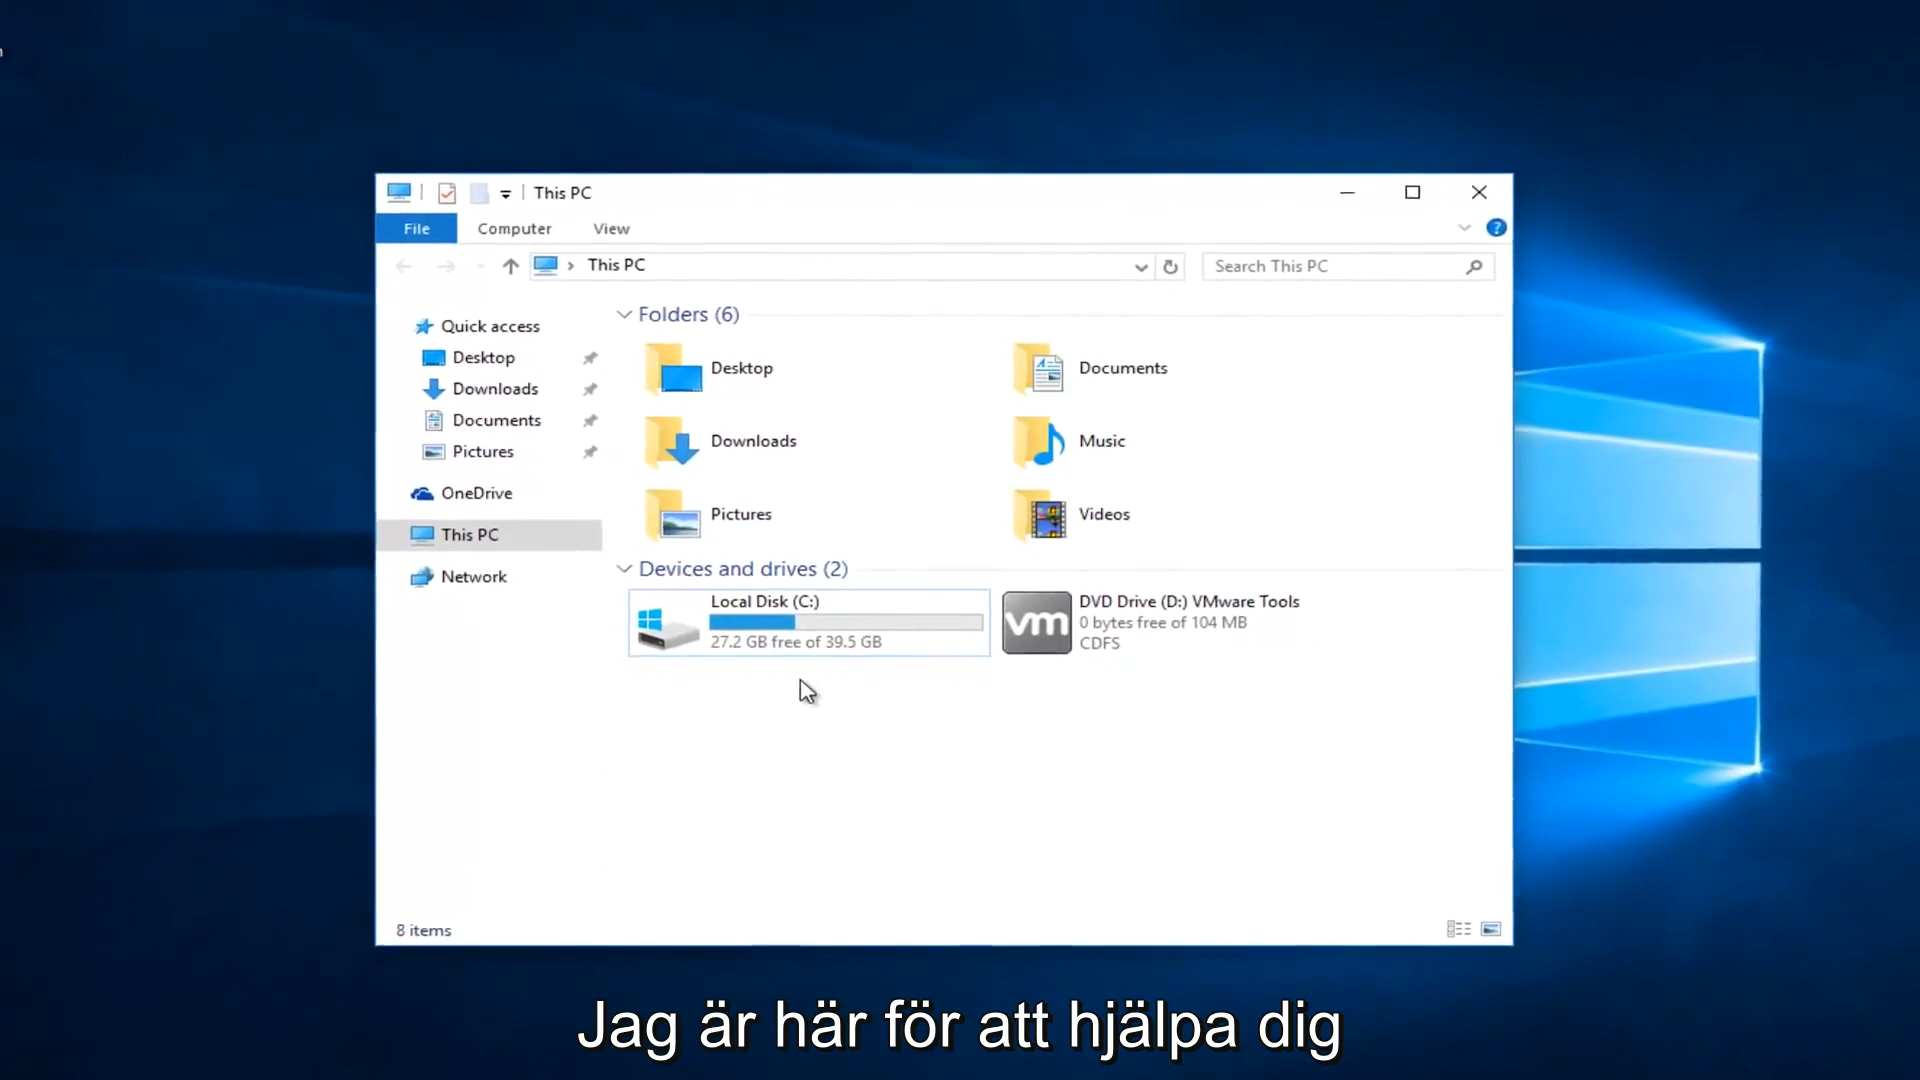 This PC
File Computer View
This PC
Search This PC
Quick access
Desktop
Downloads
Documents
Pictures
OneDrive
This PC
Network
Folders (6)
Desktop
Documents
Downloads
Music
Pictures
Videos
Devices and drives (2)
Local Disk (C:)
27.2 GB free of 39.5 GB
vm
DVD Drive (D:) VMware Tools
0 bytes free of 104 MB
CDFS
8 items
Jag är här för att hjälpa dig